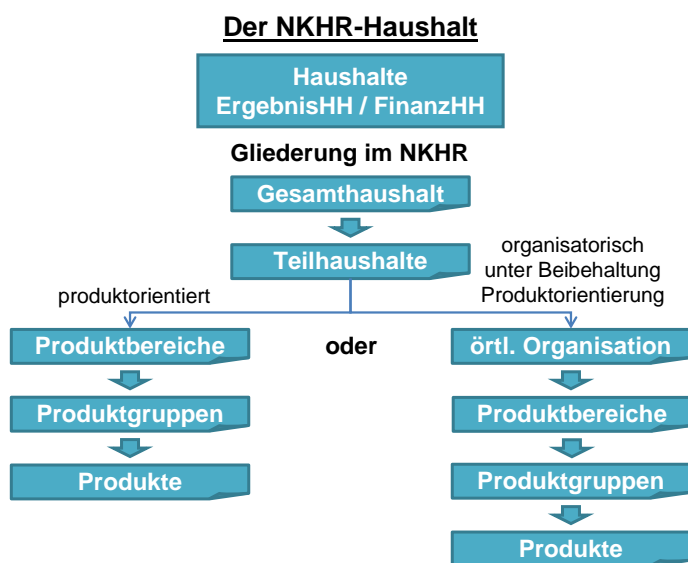 Der NKHR-Haushalt
Haushalte
ErgebnisHH / FinanzHH
Gliederung im NKHR
Gesamthaushalt
Teilhaushalte
organisatorisch
unter Beibehaltung
Produktorientierung
produktorientiert
Produktbereiche
oder
örtl. Organisation
Produktgruppen
Produktbereiche
Produkte
Produktgruppen
Produkte